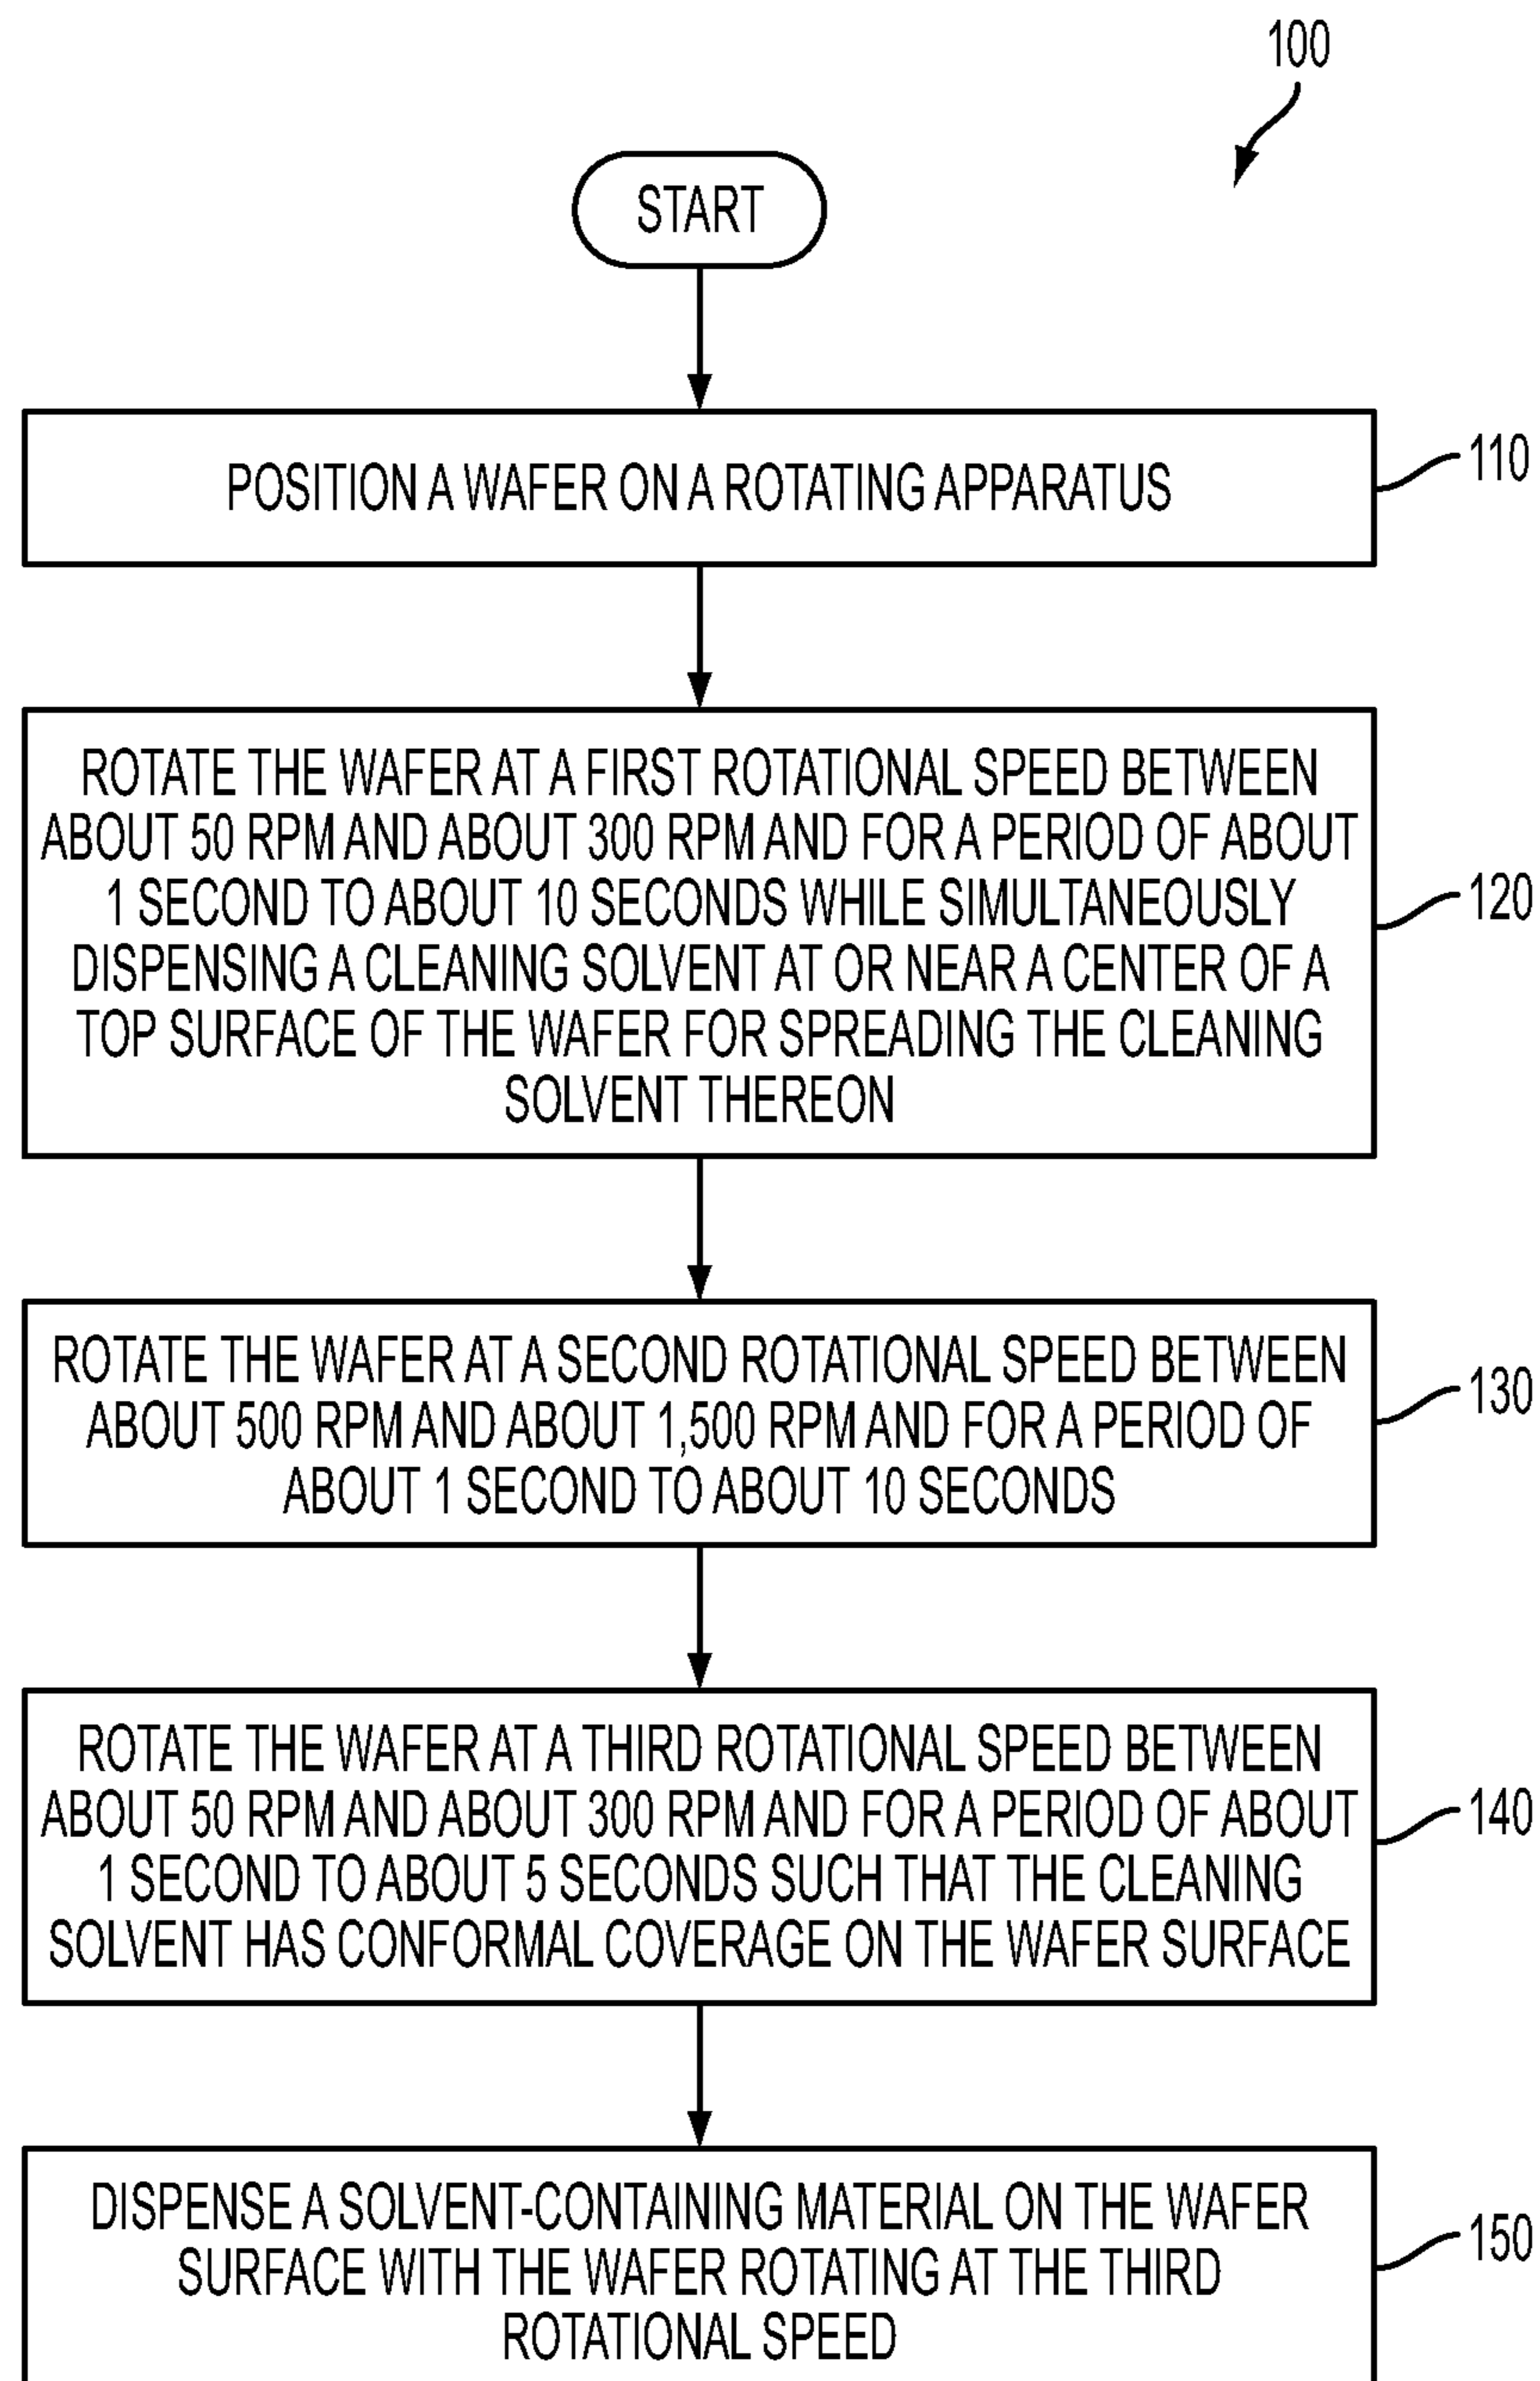 100
START
POSITION A WAFER ON A ROTATING APPARATUS
110
ROTATE THE WAFER AT A FIRST ROTATIONAL SPEED BETWEEN
ABOUT 50 RPM AND ABOUT 300 RPM AND FOR A PERIOD OF ABOUT
1 SECOND TO ABOUT 10 SECONDS WHILE SIMULTANEOUSLY
DISPENSING A CLEANING SOLVENT AT OR NEAR A CENTER OF A
TOP SURFACE OF THE WAFER FOR SPREADING THE CLEANING
SOLVENT THEREON
120
ROTATE THE WAFER AT A SECOND ROTATIONAL SPEED BETWEEN
ABOUT 500 RPM AND ABOUT 1,500 RPM AND FOR A PERIOD OF
ABOUT 1 SECOND TO ABOUT 10 SECONDS
130
ROTATE THE WAFER AT A THIRD ROTATIONAL SPEED BETWEEN
ABOUT 50 RPM AND ABOUT 300 RPM AND FOR A PERIOD OF ABOUT
1 SECOND TO ABOUT 5 SECONDS SUCH THAT THE CLEANING
SOLVENT HAS CONFORMAL COVERAGE ON THE WAFER SURFACE
140
DISPENSE A SOLVENT-CONTAINING MATERIAL ON THE WAFER
SURFACE WITH THE WAFER ROTATING AT THE THIRD
ROTATIONAL SPEED
150